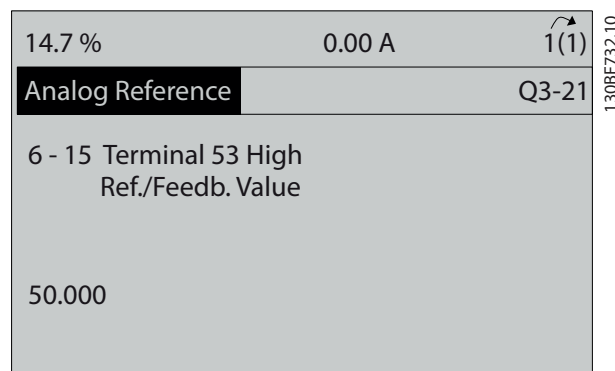 14.7 % 0.00 A 1(1)
Analog Reference Q3-21
6 - 15 Terminal 53 High
Ref./Feedb. Value
50.000
130BF732.10